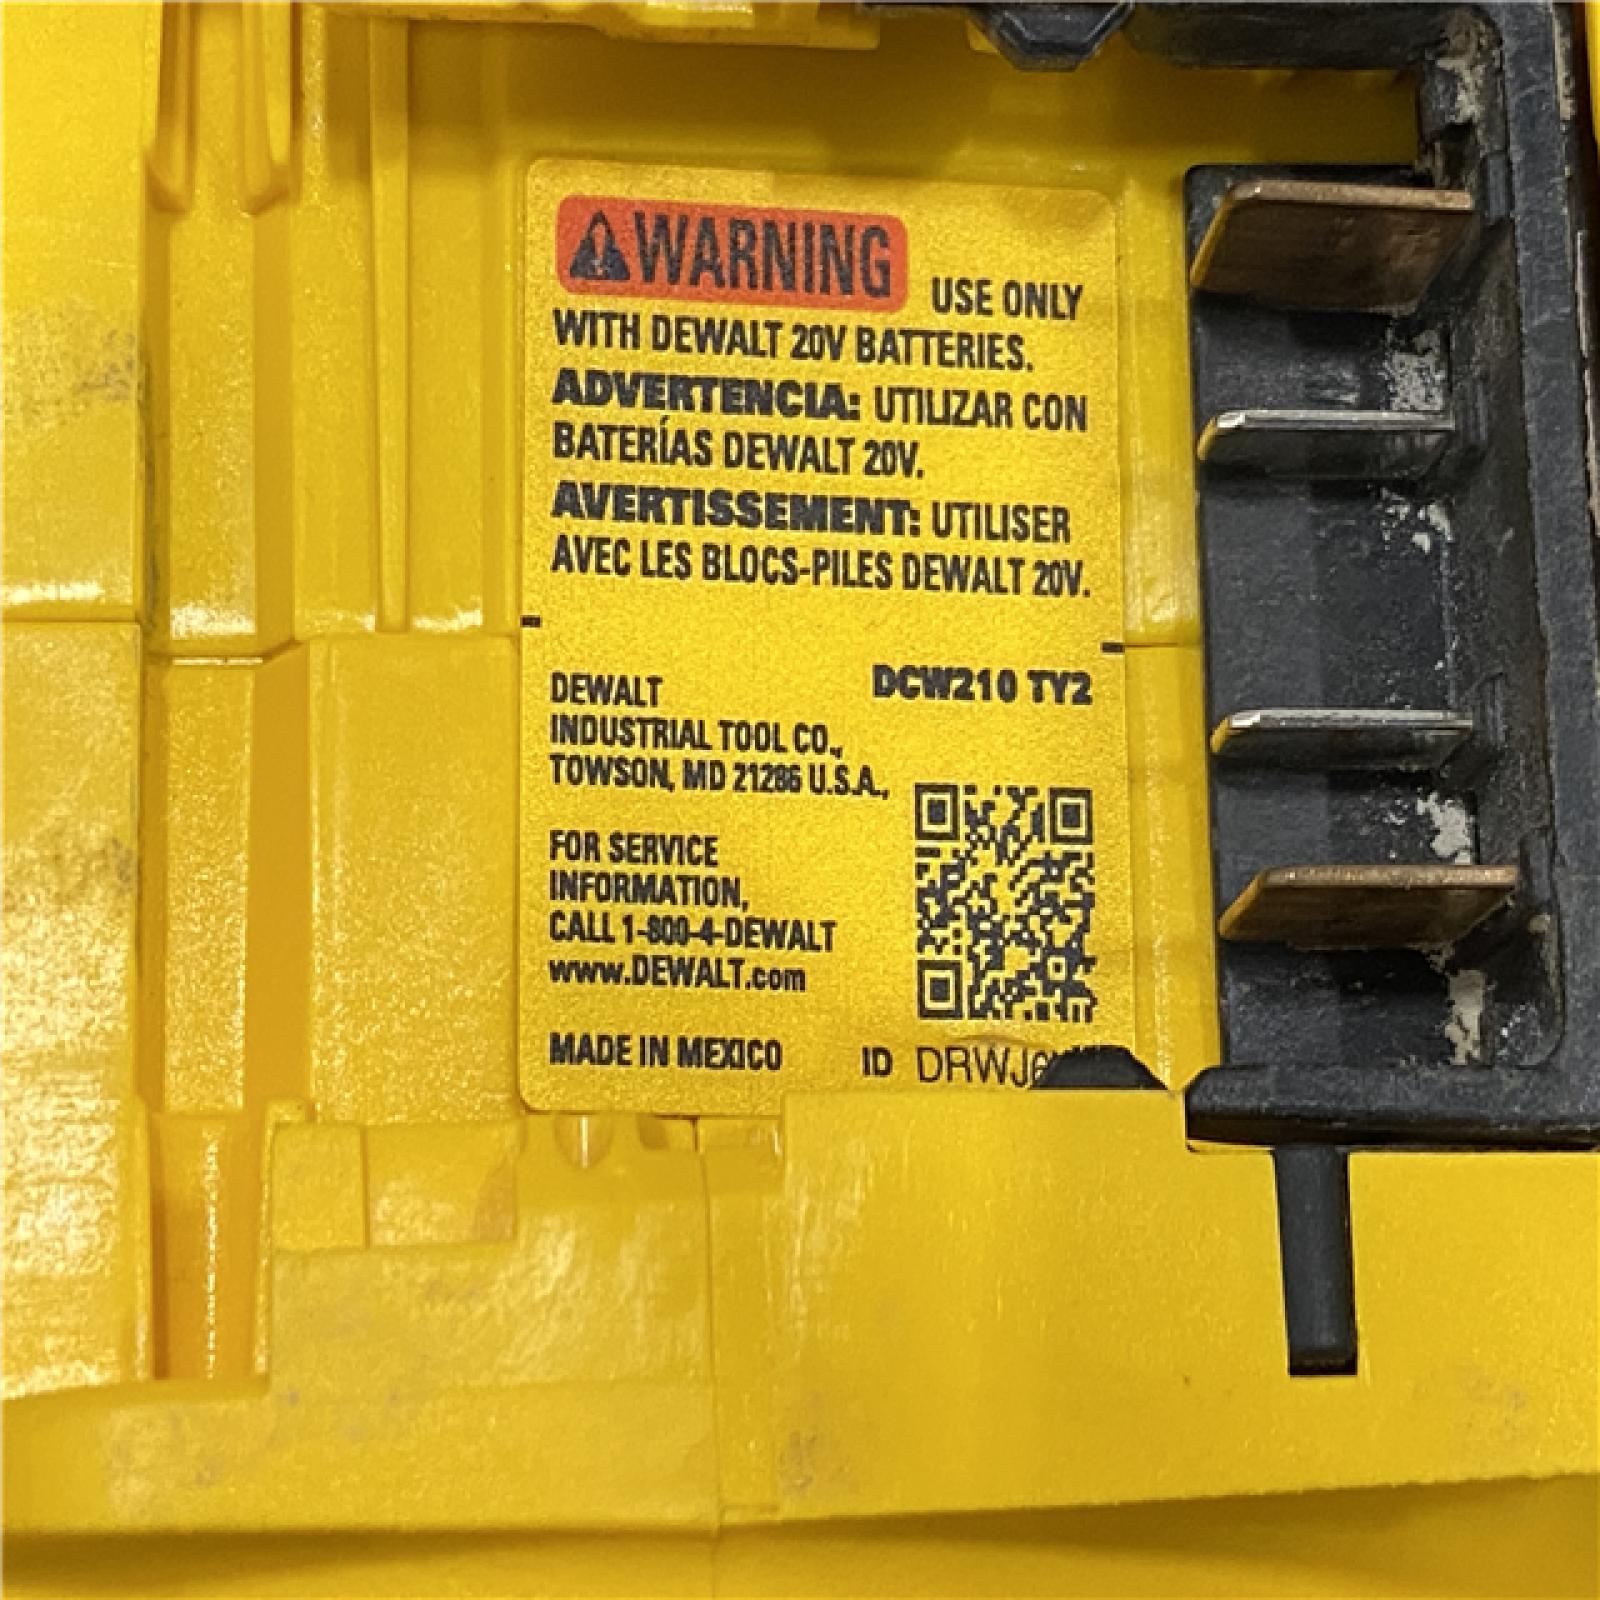 WARNING USE ONLY
WITH DEWALT 20V BATTERIES.
ADVERTENCIA: UTILIZAR CON
BATERÍAS DEWALT 20V.
AVERTISSEMENT: UTILISER
AVEC LES BLOCS-PILES DEWALT 20V.
DEWALT
INDUSTRIAL TOOL CO.,
TOWSON, MD 21286 U.S.A.,
DCW210 TY2
FOR SERVICE
INFORMATION,
CALL 1-800-4-DEWALT
www.DEWALT.com
MADE IN MEXICO
ID